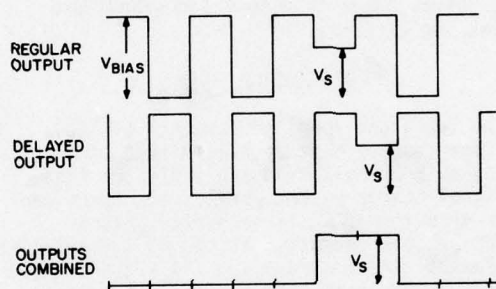 REGULAR
OUTPUT
VBIAS
VS
DELAYED
OUTPUT
VS
OUTPUTS
COMBINED
VS